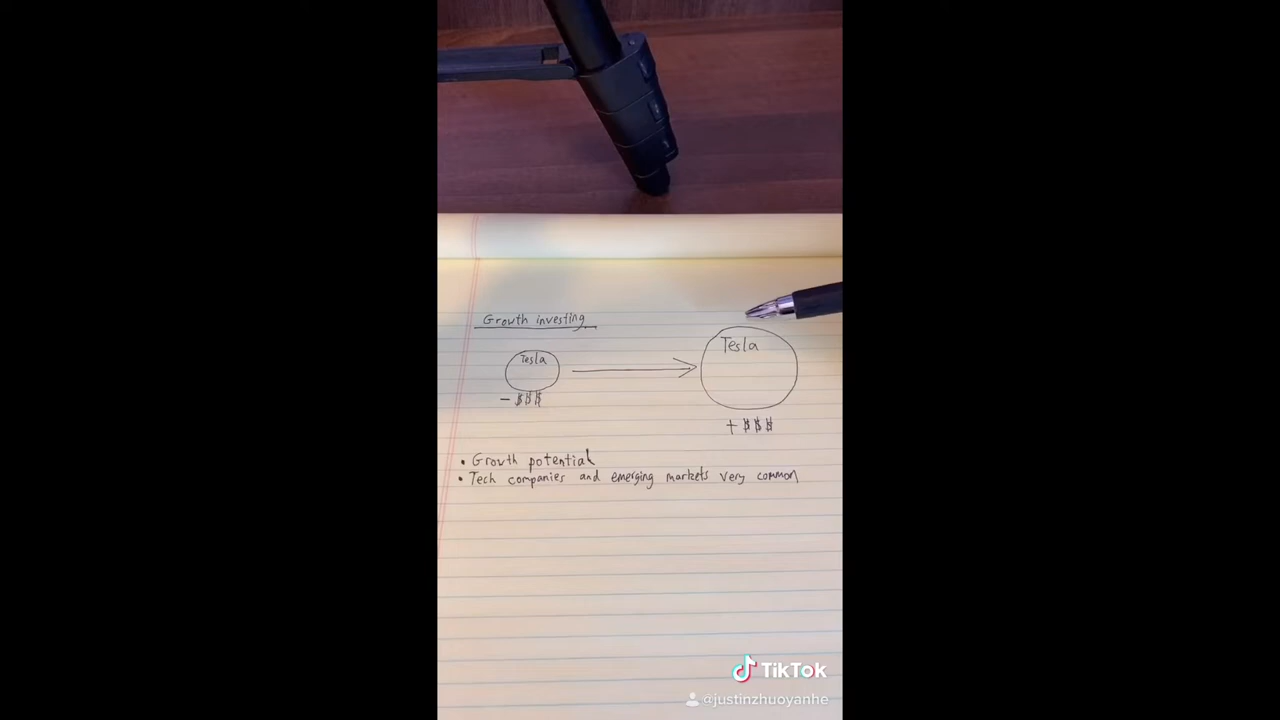 Growth investing
Tesla
Tesla
- $$$
+ $$$
• Growth potential
• Tech companies and emerging markets very common
TikTok
@justinzhuoyanhe